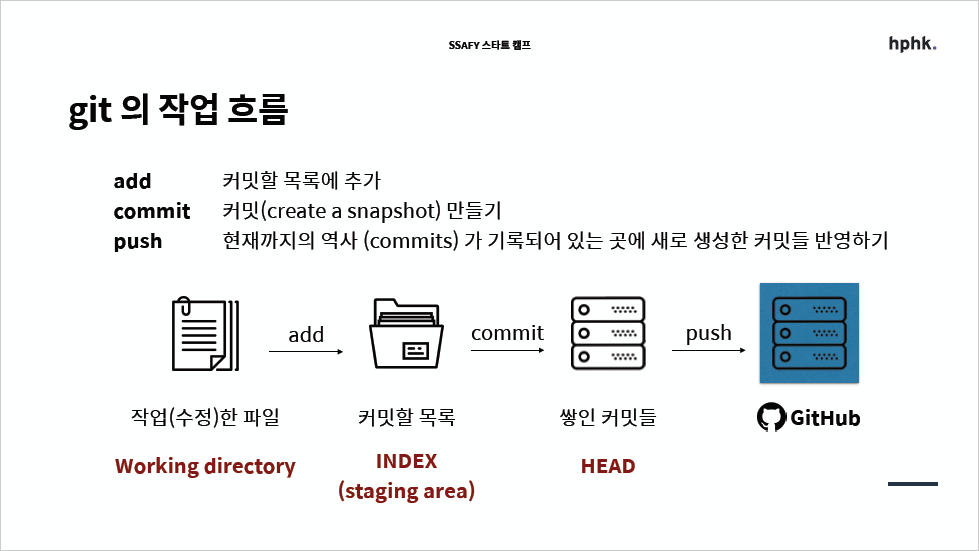 SSAFY 스타트 캠프
hphk.
git 의 작업 흐름
add 커밋할 목록에 추가
commit 커밋(create a snapshot) 만들기
push 현재까지의 역사 (commits) 가 기록되어 있는 곳에 새로 생성한 커밋들 반영하기
add
commit
push
작업(수정)한 파일
커밋할 목록
쌓인 커밋들
GitHub
Working directory
INDEX
(staging area)
HEAD